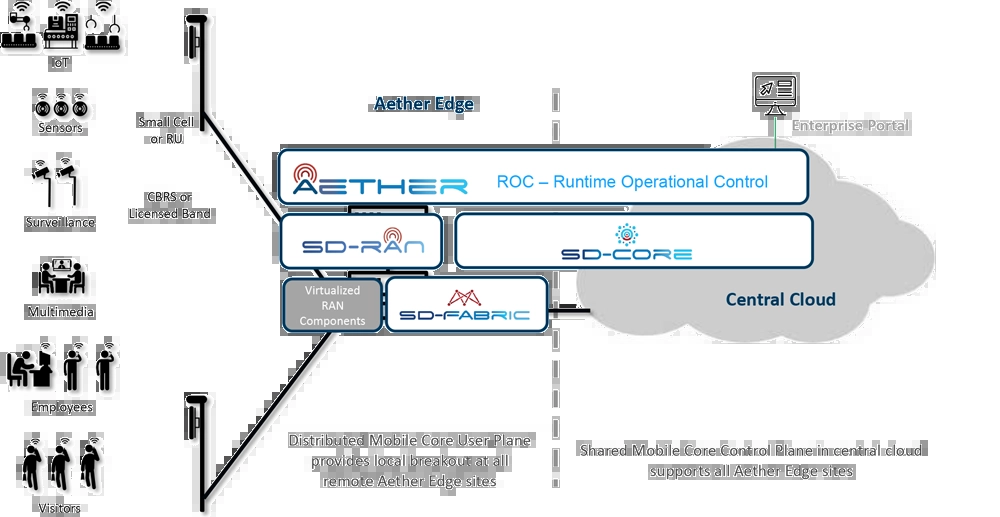 IoT
Sensors
Surveillance
Multimedia
Employees
Visitors
Small Cell
or RU
CBRS or
Licensed Band
Aether Edge
Enterprise Portal
AETHER
ROC – Runtime Operational Control
SD-RAN
SD-CORE
Virtualized
RAN
Components
SD-FABRIC
Central Cloud
Distributed Mobile Core User Plane
provides local breakout at all
remote Aether Edge sites
Shared Mobile Core Control Plane in central cloud
supports all Aether Edge sites